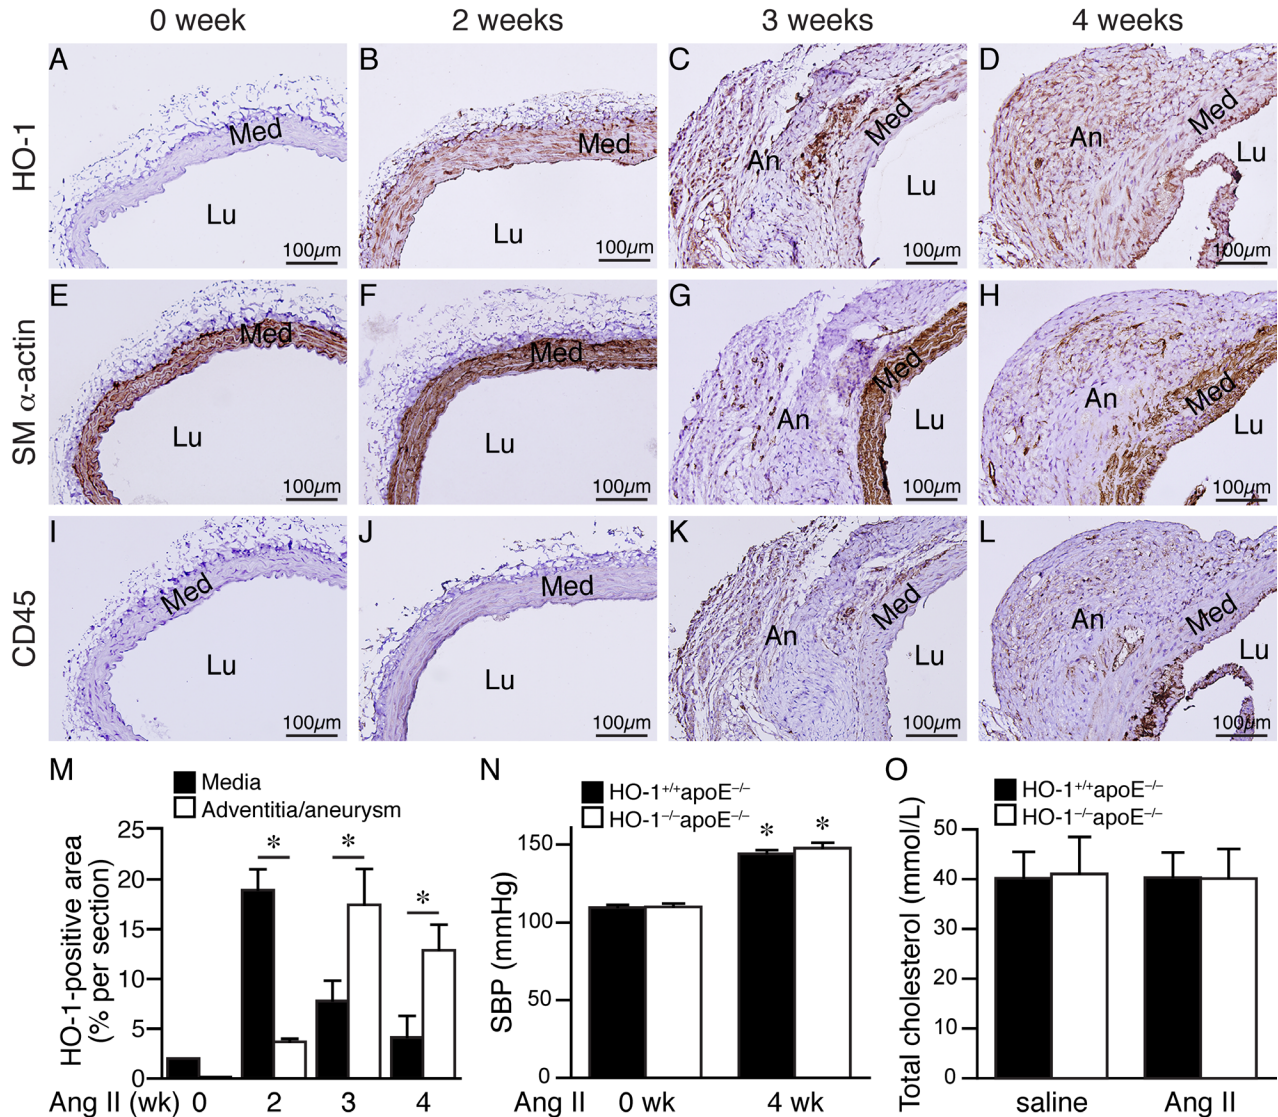 0 week 2 weeks 3 weeks 4 weeks
HO-1
A Med Lu 100µm
B Med Lu 100µm
C An Med Lu 100µm
D An Med Lu 100µm
SM α-actin
E Med Lu 100µm
F Med Lu 100µm
G An Med Lu 100µm
H An Med Lu 100µm
CD45
I Med Lu 100µm
J Med Lu 100µm
K An Med Lu 100µm
L An Med Lu 100µm
M
Media
Adventitia/aneurysm
HO-1-positive area
(% per section)
25
20
15
10
5
0
* * *
Ang II (wk) 0 2 3 4
N
HO-1+/+apoE−/−
HO-1−/−apoE−/−
SBP (mmHg)
150
100
50
0
* *
Ang II 0 wk 4 wk
O
HO-1+/+apoE−/−
HO-1−/−apoE−/−
Total cholesterol (mmol/L)
50
40
30
20
10
0
saline Ang II